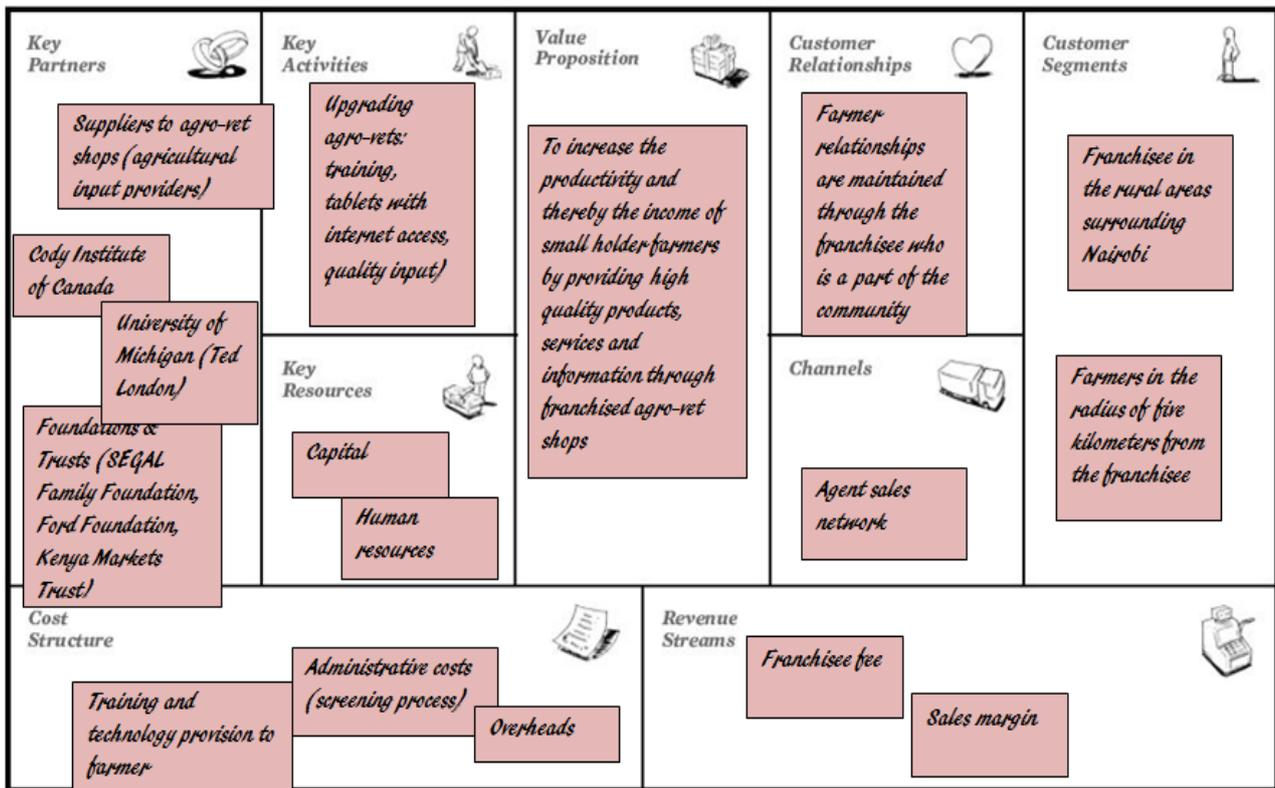 Key
Partners
Suppliers to agro-vet
shops (agricultural
input providers)
Cody Institute
of Canada
University of
Michigan (Ted
London)
Foundations &
Trusts (SEGAL
Family Foundation,
Ford Foundation,
Kenya Markets
Trust)
Key
Activities
Upgrading
agro-vets:
training,
tablets with
internet access,
quality input)
Key
Resources
Capital
Human
resources
Value
Proposition
To increase the
productivity and
thereby the income of
small holder farmers
by providing high
quality products,
services and
information through
franchised agro-vet
shops
Customer
Relationships
Farmer
relationships
are maintained
through the
franchisee who
is a part of the
community
Channels
Agent sales
network
Customer
Segments
Franchisee in
the rural areas
surrounding
Nairobi
Farmers in the
radius of five
kilometers from
the franchisee
Cost
Structure
Training and
technology provision to
farmer
Administrative costs
(screening process)
Overheads
Revenue
Streams
Franchisee fee
Sales margin